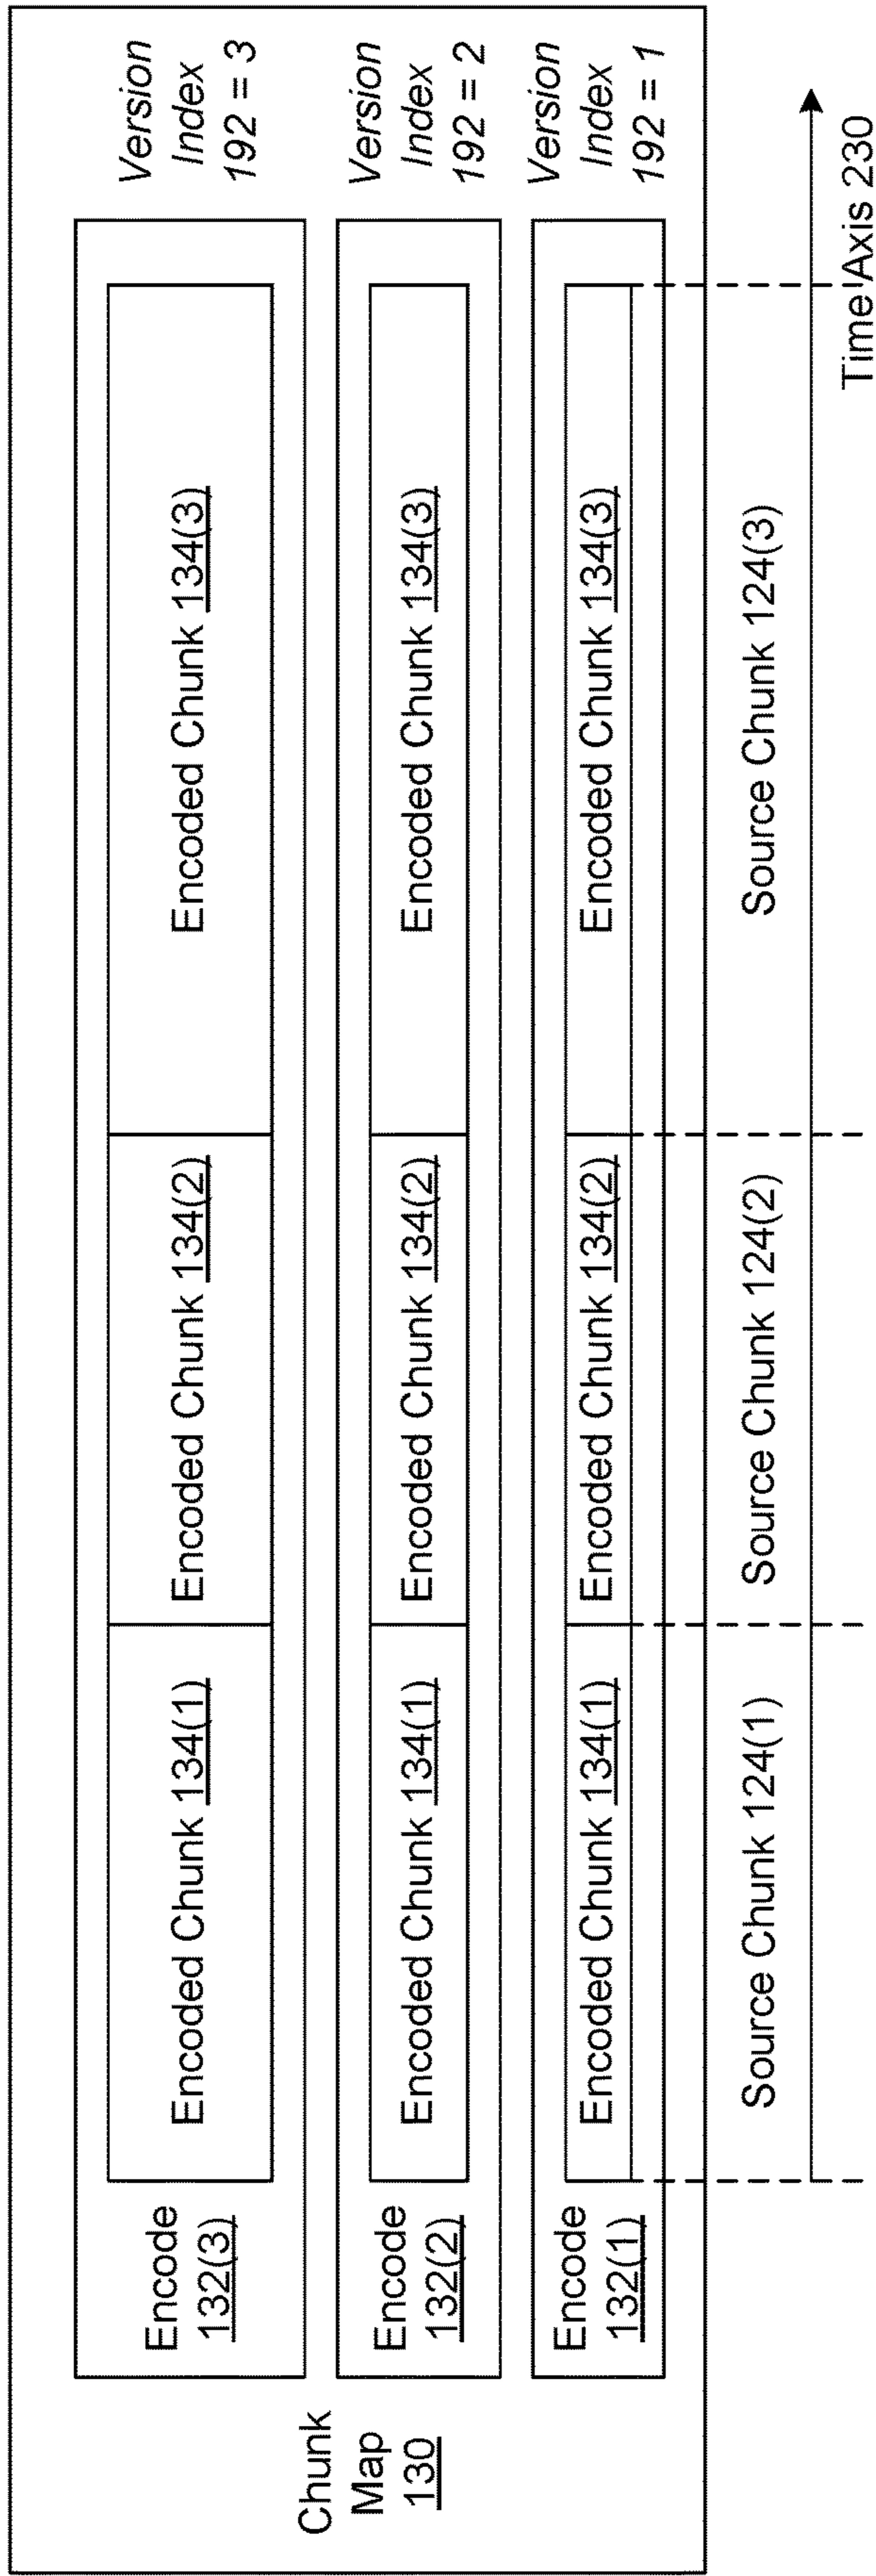 Chunk
Map
130
Encode
132(3)
Encoded Chunk 134(1)
Encoded Chunk 134(2)
Encoded Chunk 134(3)
Version
Index
192 = 3
Encode
132(2)
Encoded Chunk 134(1)
Encoded Chunk 134(2)
Encoded Chunk 134(3)
Version
Index
192 = 2
Encode
132(1)
Encoded Chunk 134(1)
Encoded Chunk 134(2)
Encoded Chunk 134(3)
Version
Index
192 = 1
Source Chunk 124(1)
Source Chunk 124(2)
Source Chunk 124(3)
Time Axis 230